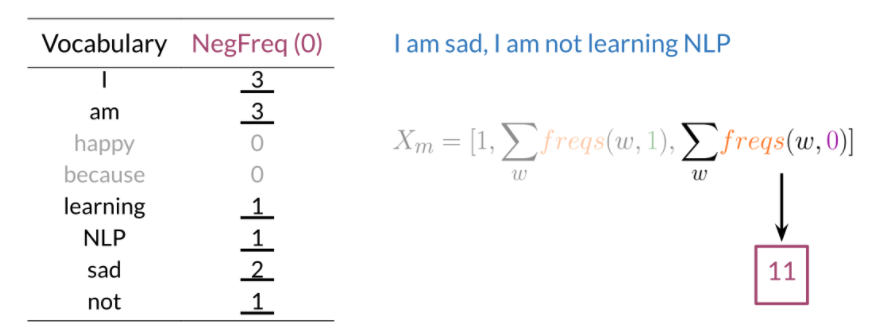 Vocabulary NegFreq (0)
I 3
am 3
happy 0
because 0
learning 1
NLP 1
sad 2
not 1
I am sad, I am not learning NLP
X_m = [1, ∑_w freqs(w, 1), ∑_w freqs(w, 0)]
11